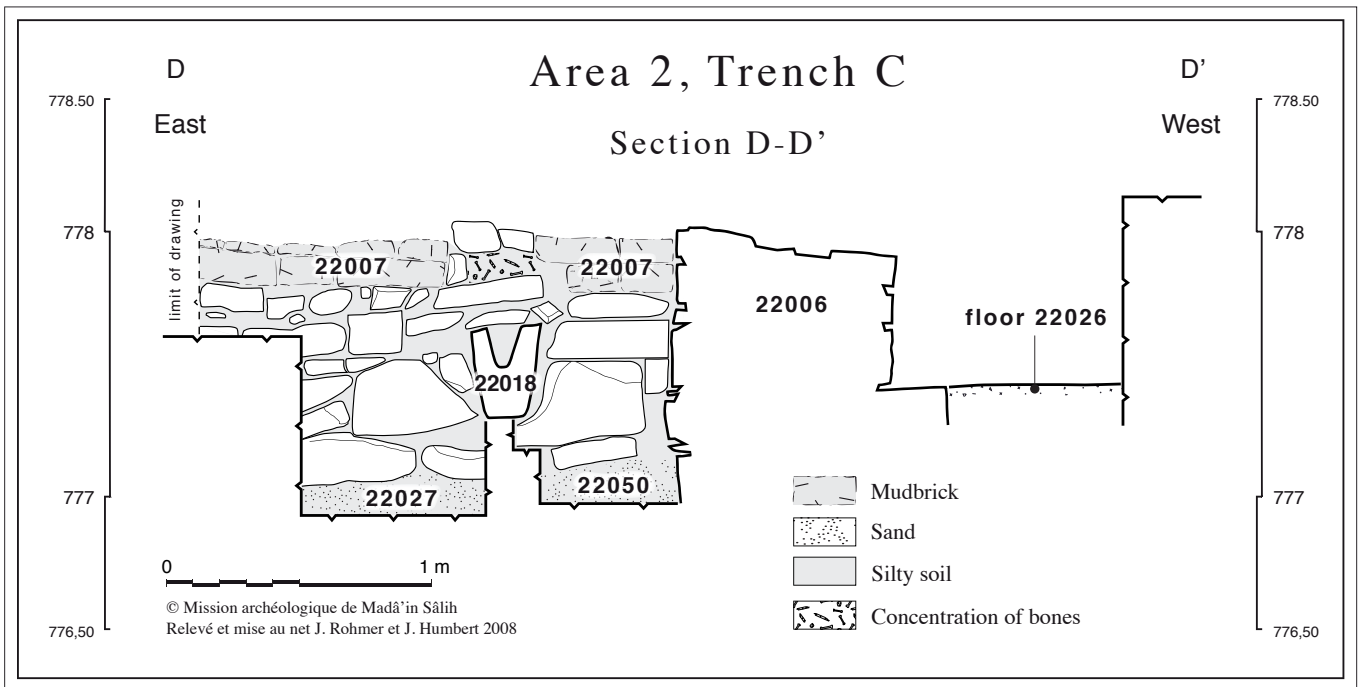 D
Area 2, Trench C
D’
778.50
778.50
East
West
Section D-D’
limit of drawing
778
778
22007
22007
22006
floor 22026
22018
777
777
22027
22050
Mudbrick
Sand
Silty soil
Concentration of bones
0
1 m
© Mission archéologique de Madâ’in Sâlih
Relevé et mise au net J. Rohmer et J. Humbert 2008
776,50
776,50